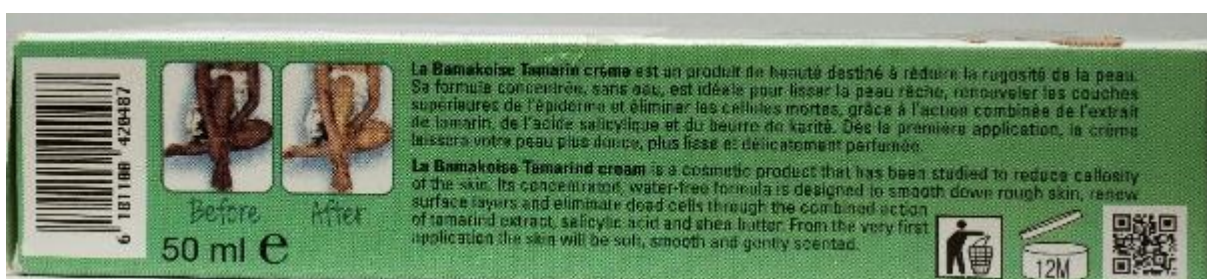 La Bamakoise Tamarin crème est un produit de beauté destiné à réduire la rugosité de la peau.
Sa formule concentrée, sans eau, est idéale pour lisser la peau rêche, renouveler les couches
supérieures de l'épiderme et éliminer les cellules mortes, grâce à l'action combinée de l'extrait
de tamarin, de l'acide salicylique et du beurre de karité. Dès la première application, la crème
laissera votre peau plus douce, plus lisse et délicatement parfumée.
La Bamakoise Tamarind cream is a cosmetic product that has been studied to reduce callosity
of the skin. Its concentrated, water-free formula is designed to smooth down rough skin, renew
surface layers and eliminate dead cells through the combined action
of tamarind extract, salicylic acid and shea butter. From the very first
application the skin will be soft, smooth and gently scented.
Before After
50 ml e
6 181100 420487
12M